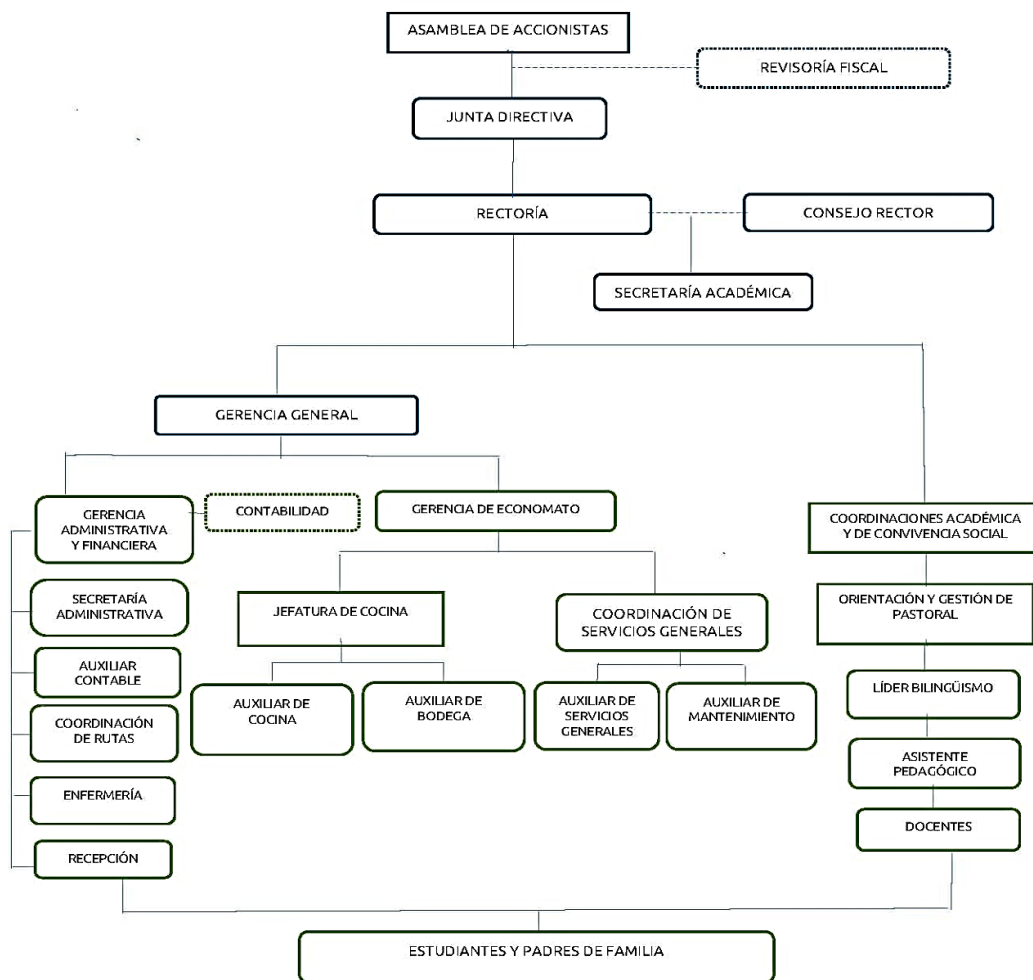 ASAMBLEA DE ACCIONISTAS
REVISORÍA FISCAL
JUNTA DIRECTIVA
RECTORÍA
CONSEJO RECTOR
SECRETARÍA ACADÉMICA
GERENCIA GENERAL
GERENCIA
ADMINISTRATIVA
Y FINANCIERA
CONTABILIDAD
GERENCIA DE ECONOMATO
COORDINACIONES ACADÉMICA
Y DE CONVIVENCIA SOCIAL
SECRETARÍA
ADMINISTRATIVA
JEFATURA DE COCINA
COORDINACIÓN DE
SERVICIOS GENERALES
ORIENTACIÓN Y GESTIÓN DE
PASTORAL
AUXILIAR
CONTABLE
AUXILIAR DE
COCINA
AUXILIAR DE
BODEGA
AUXILIAR DE
SERVICIOS
GENERALES
AUXILIAR DE
MANTENIMIENTO
LÍDER BILINGÜISMO
COORDINACIÓN
DE RUTAS
ASISTENTE
PEDAGÓGICO
ENFERMERÍA
DOCENTES
RECEPCIÓN
ESTUDIANTES Y PADRES DE FAMILIA